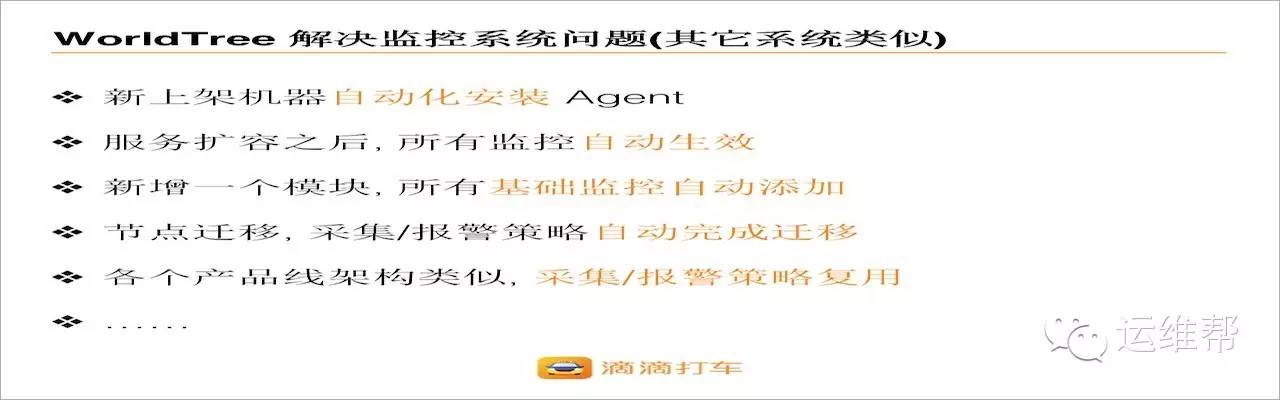 WorldTree 解决监控系统问题(其它系统类似)
❖ 新上架机器自动化安装 Agent
❖ 服务扩容之后, 所有监控自动生效
❖ 新增一个模块, 所有基础监控自动添加
❖ 节点迁移, 采集/报警策略自动完成迁移
❖ 各个产品线架构类似, 采集/报警策略复用
❖ ......
运维帮
滴滴打车